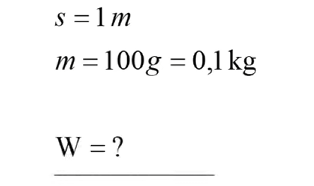 s = 1 m
m = 100g = 0,1 kg
W = ?